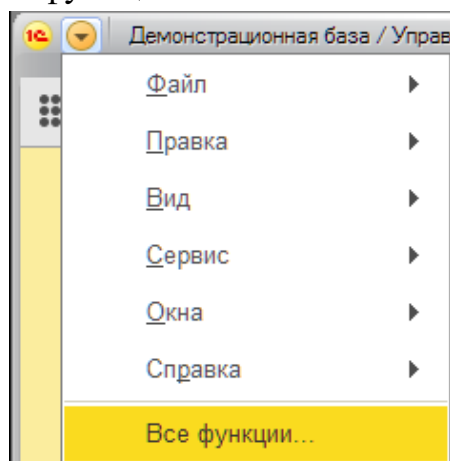 1С Демонстрационная база / Управ
Файл
Правка
Вид
Сервис
Окна
Справка
Все функции...